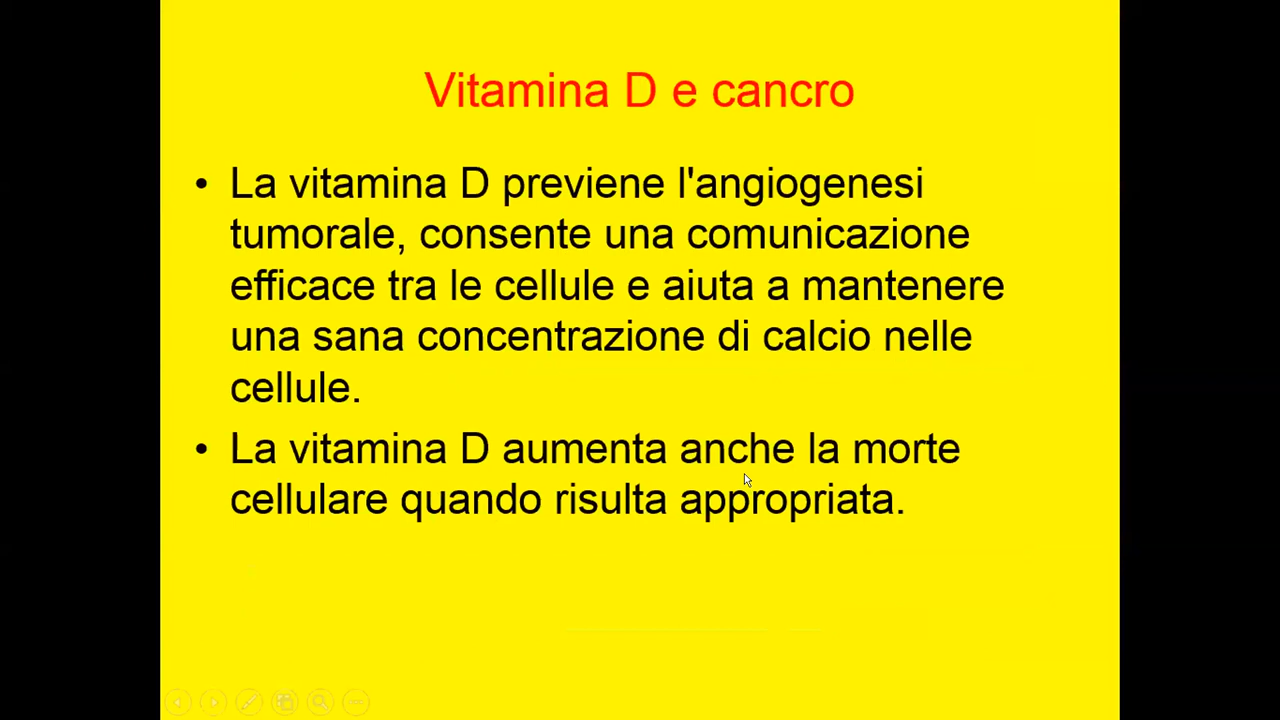 Vitamina D e cancro
• La vitamina D previene l'angiogenesi
tumorale, consente una comunicazione
efficace tra le cellule e aiuta a mantenere
una sana concentrazione di calcio nelle
cellule.
• La vitamina D aumenta anche la morte
cellulare quando risulta appropriata.